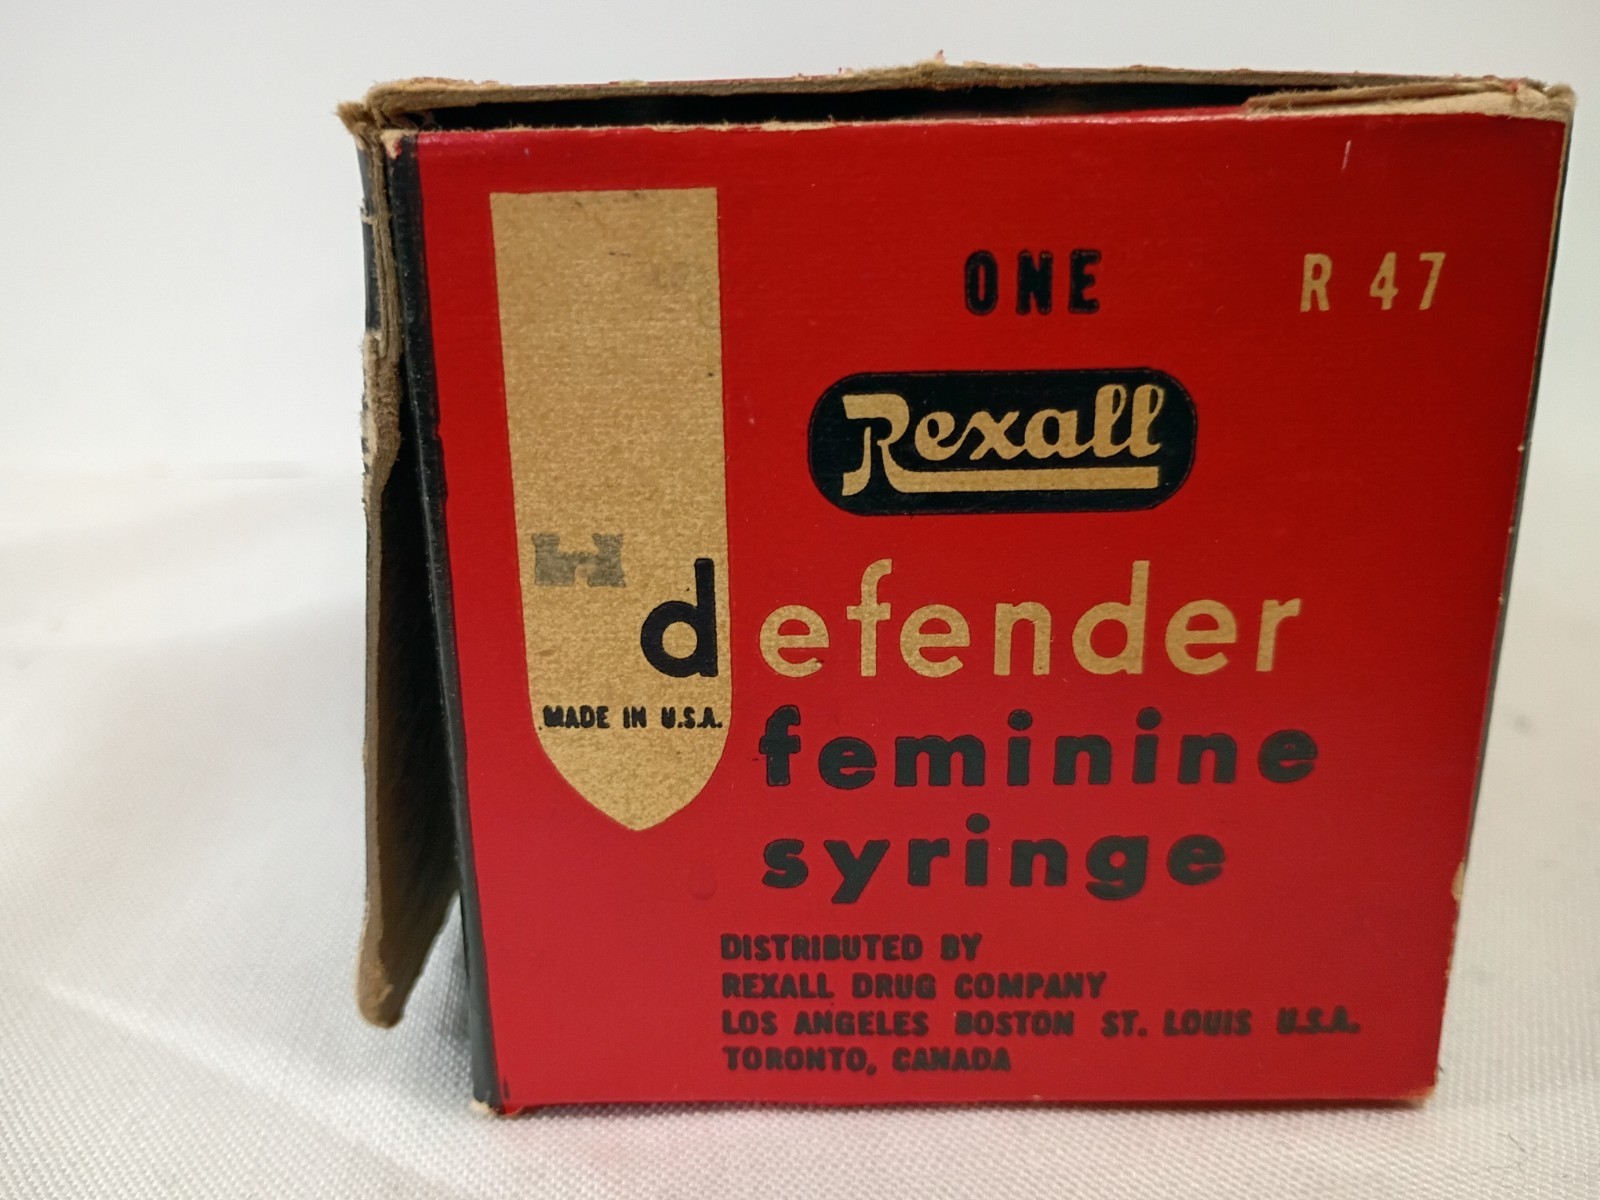 ONE R 47
Rexall
defender
MADE IN U.S.A.
feminine
syringe
DISTRIBUTED BY
REXALL DRUG COMPANY
LOS ANGELES BOSTON ST. LOUIS U.S.A.
TORONTO, CANADA